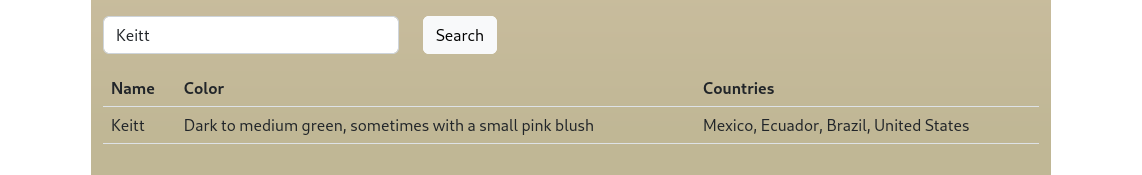 Keitt Search
Name Color Countries
Keitt Dark to medium green, sometimes with a small pink blush Mexico, Ecuador, Brazil, United States